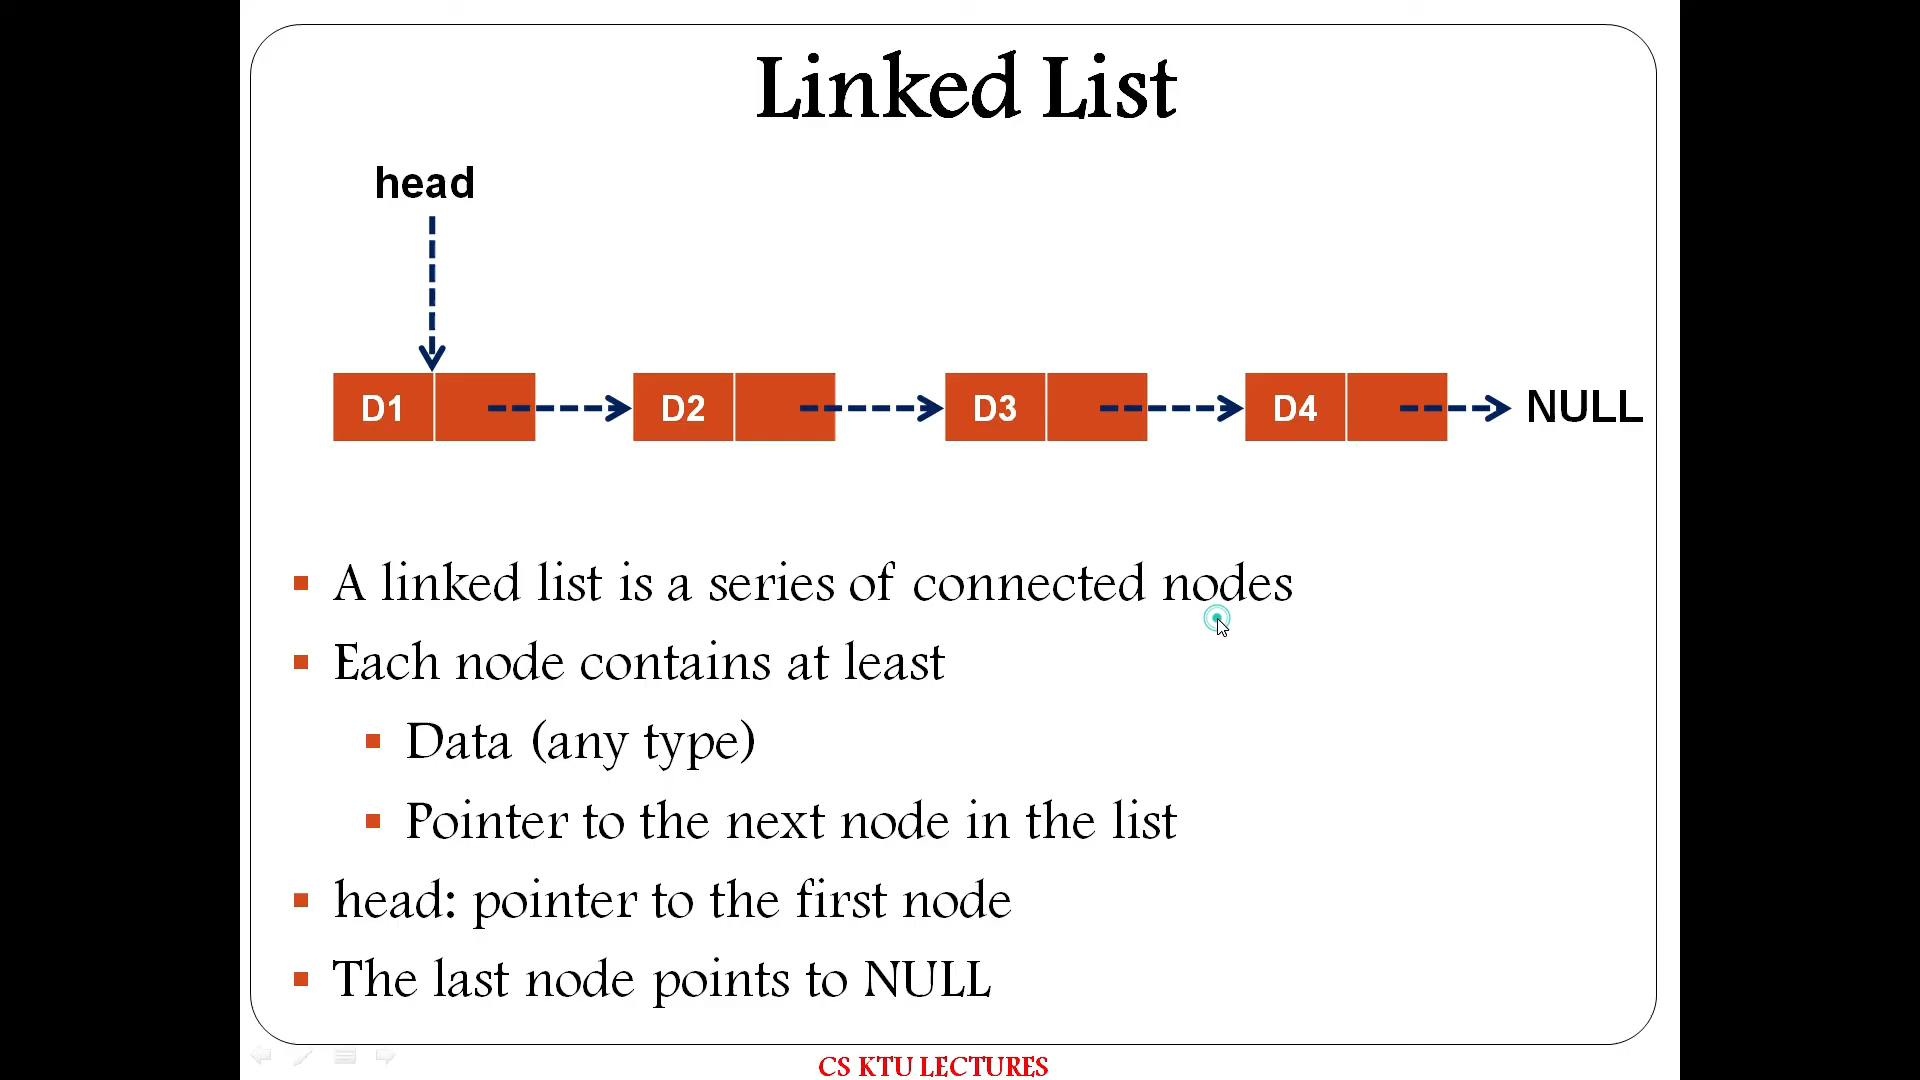 Linked List
head
D1 D2 D3 D4 NULL
A linked list is a series of connected nodes
Each node contains at least
Data (any type)
Pointer to the next node in the list
head: pointer to the first node
The last node points to NULL
CS KTU LECTURES